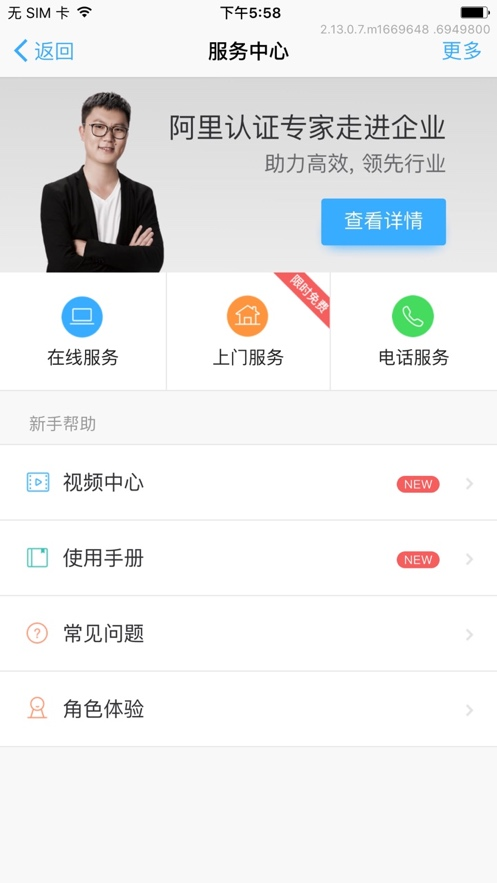 无 SIM 卡
下午5:58
2.13.0.7.m1669648 .6949800
返回
服务中心
更多
阿里认证专家走进企业
助力高效, 领先行业
查看详情
在线服务
上门服务
限时免费
电话服务
新手帮助
视频中心
NEW
使用手册
NEW
常见问题
角色体验